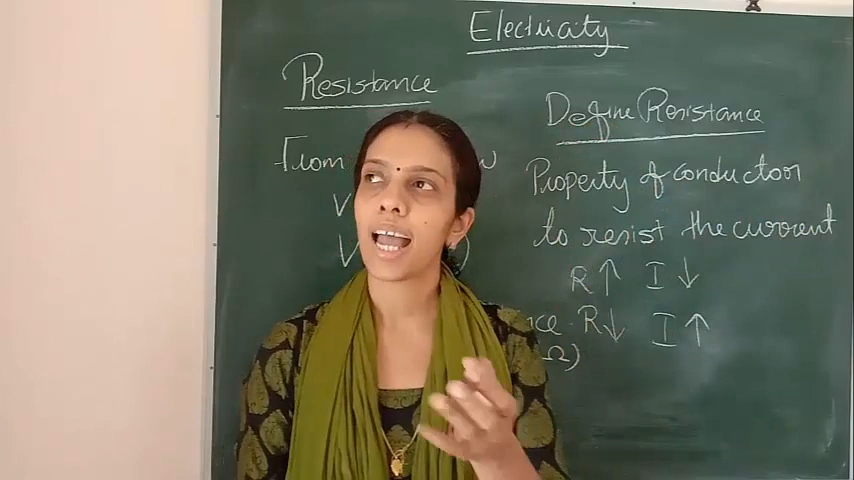 Electricity
Resistance
From
V
V
Define Resistance
Property of conductor
to resist the current
R↑ I↓
R↓ I↑
Ω)